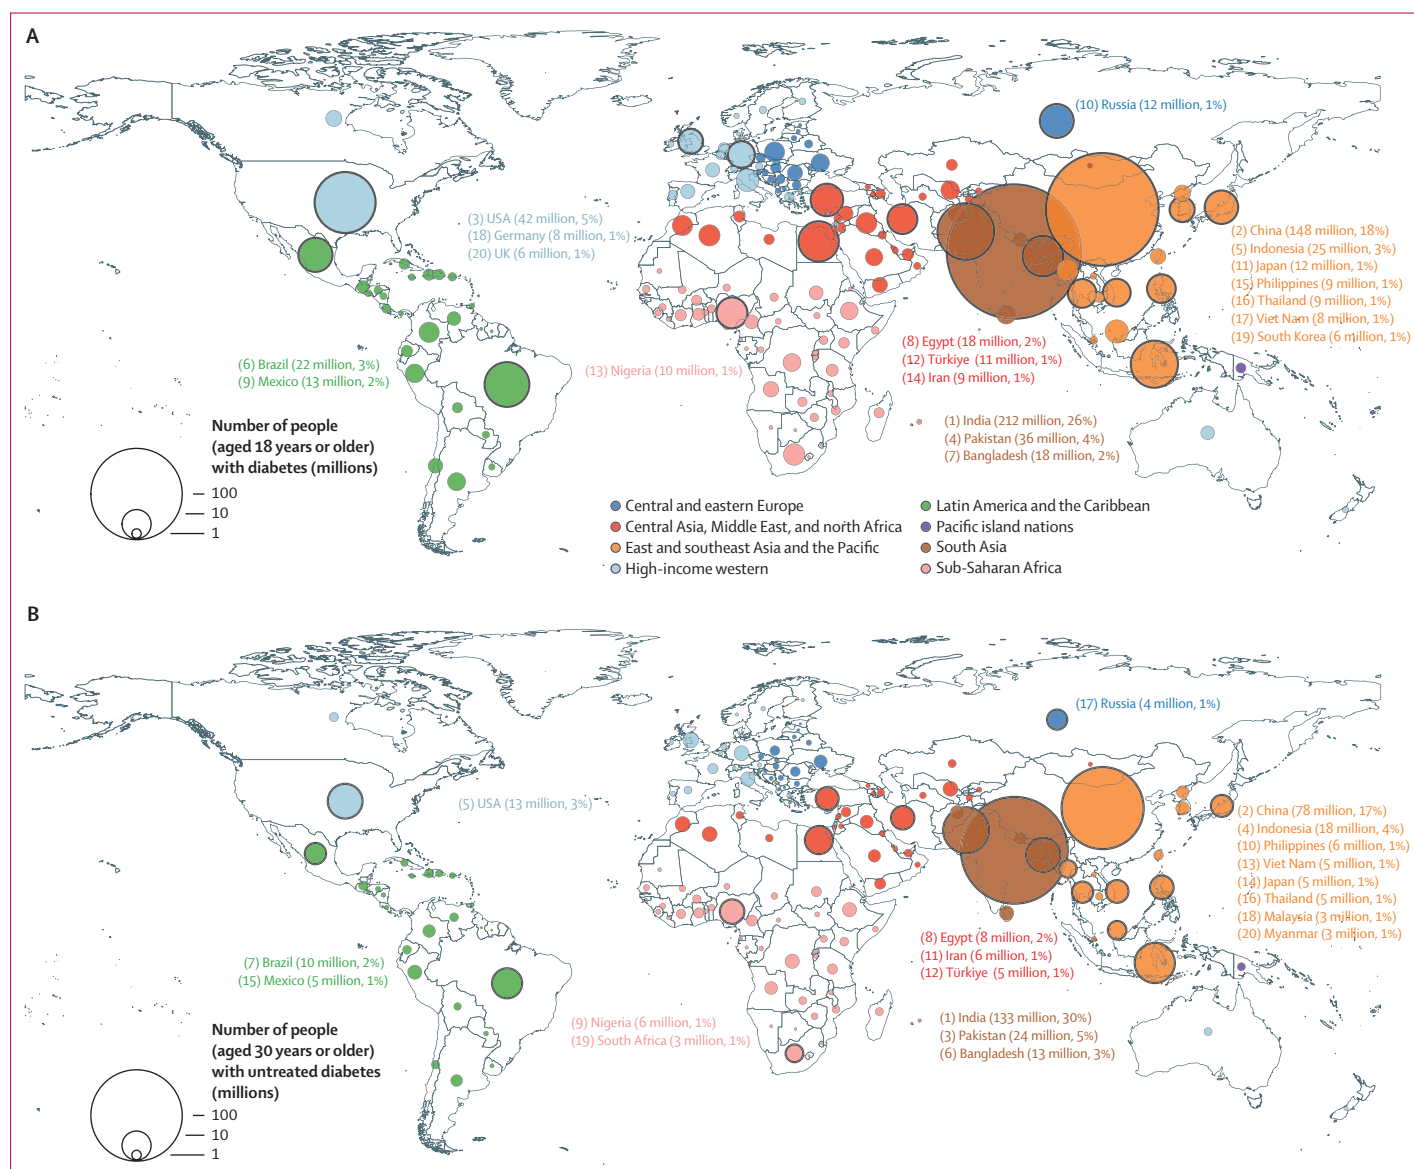 A
(10) Russia (12 million, 1%)
(3) USA (42 million, 5%)
(18) Germany (8 million, 1%)
(20) UK (6 million, 1%)
(2) China (148 million, 18%)
(5) Indonesia (25 million, 3%)
(11) Japan (12 million, 1%)
(15) Philippines (9 million, 1%)
(16) Thailand (9 million, 1%)
(17) Viet Nam (8 million, 1%)
(19) South Korea (6 million, 1%)
(8) Egypt (18 million, 2%)
(12) Türkiye (11 million, 1%)
(14) Iran (9 million, 1%)
(6) Brazil (22 million, 3%)
(9) Mexico (13 million, 2%)
(13) Nigeria (10 million, 1%)
(1) India (212 million, 26%)
(4) Pakistan (36 million, 4%)
(7) Bangladesh (18 million, 2%)
Number of people
(aged 18 years or older)
with diabetes (millions)
100
10
1
Central and eastern Europe
Central Asia, Middle East, and north Africa
East and southeast Asia and the Pacific
High-income western
Latin America and the Caribbean
Pacific island nations
South Asia
Sub-Saharan Africa
B
(17) Russia (4 million, 1%)
(5) USA (13 million, 3%)
(2) China (78 million, 17%)
(4) Indonesia (18 million, 4%)
(10) Philippines (6 million, 1%)
(13) Viet Nam (5 million, 1%)
(14) Japan (5 million, 1%)
(16) Thailand (5 million, 1%)
(18) Malaysia (3 million, 1%)
(20) Myanmar (3 million, 1%)
(8) Egypt (8 million, 2%)
(11) Iran (6 million, 1%)
(12) Türkiye (5 million, 1%)
(7) Brazil (10 million, 2%)
(15) Mexico (5 million, 1%)
(9) Nigeria (6 million, 1%)
(19) South Africa (3 million, 1%)
(1) India (133 million, 30%)
(3) Pakistan (24 million, 5%)
(6) Bangladesh (13 million, 3%)
Number of people
(aged 30 years or older)
with untreated diabetes
(millions)
100
10
1